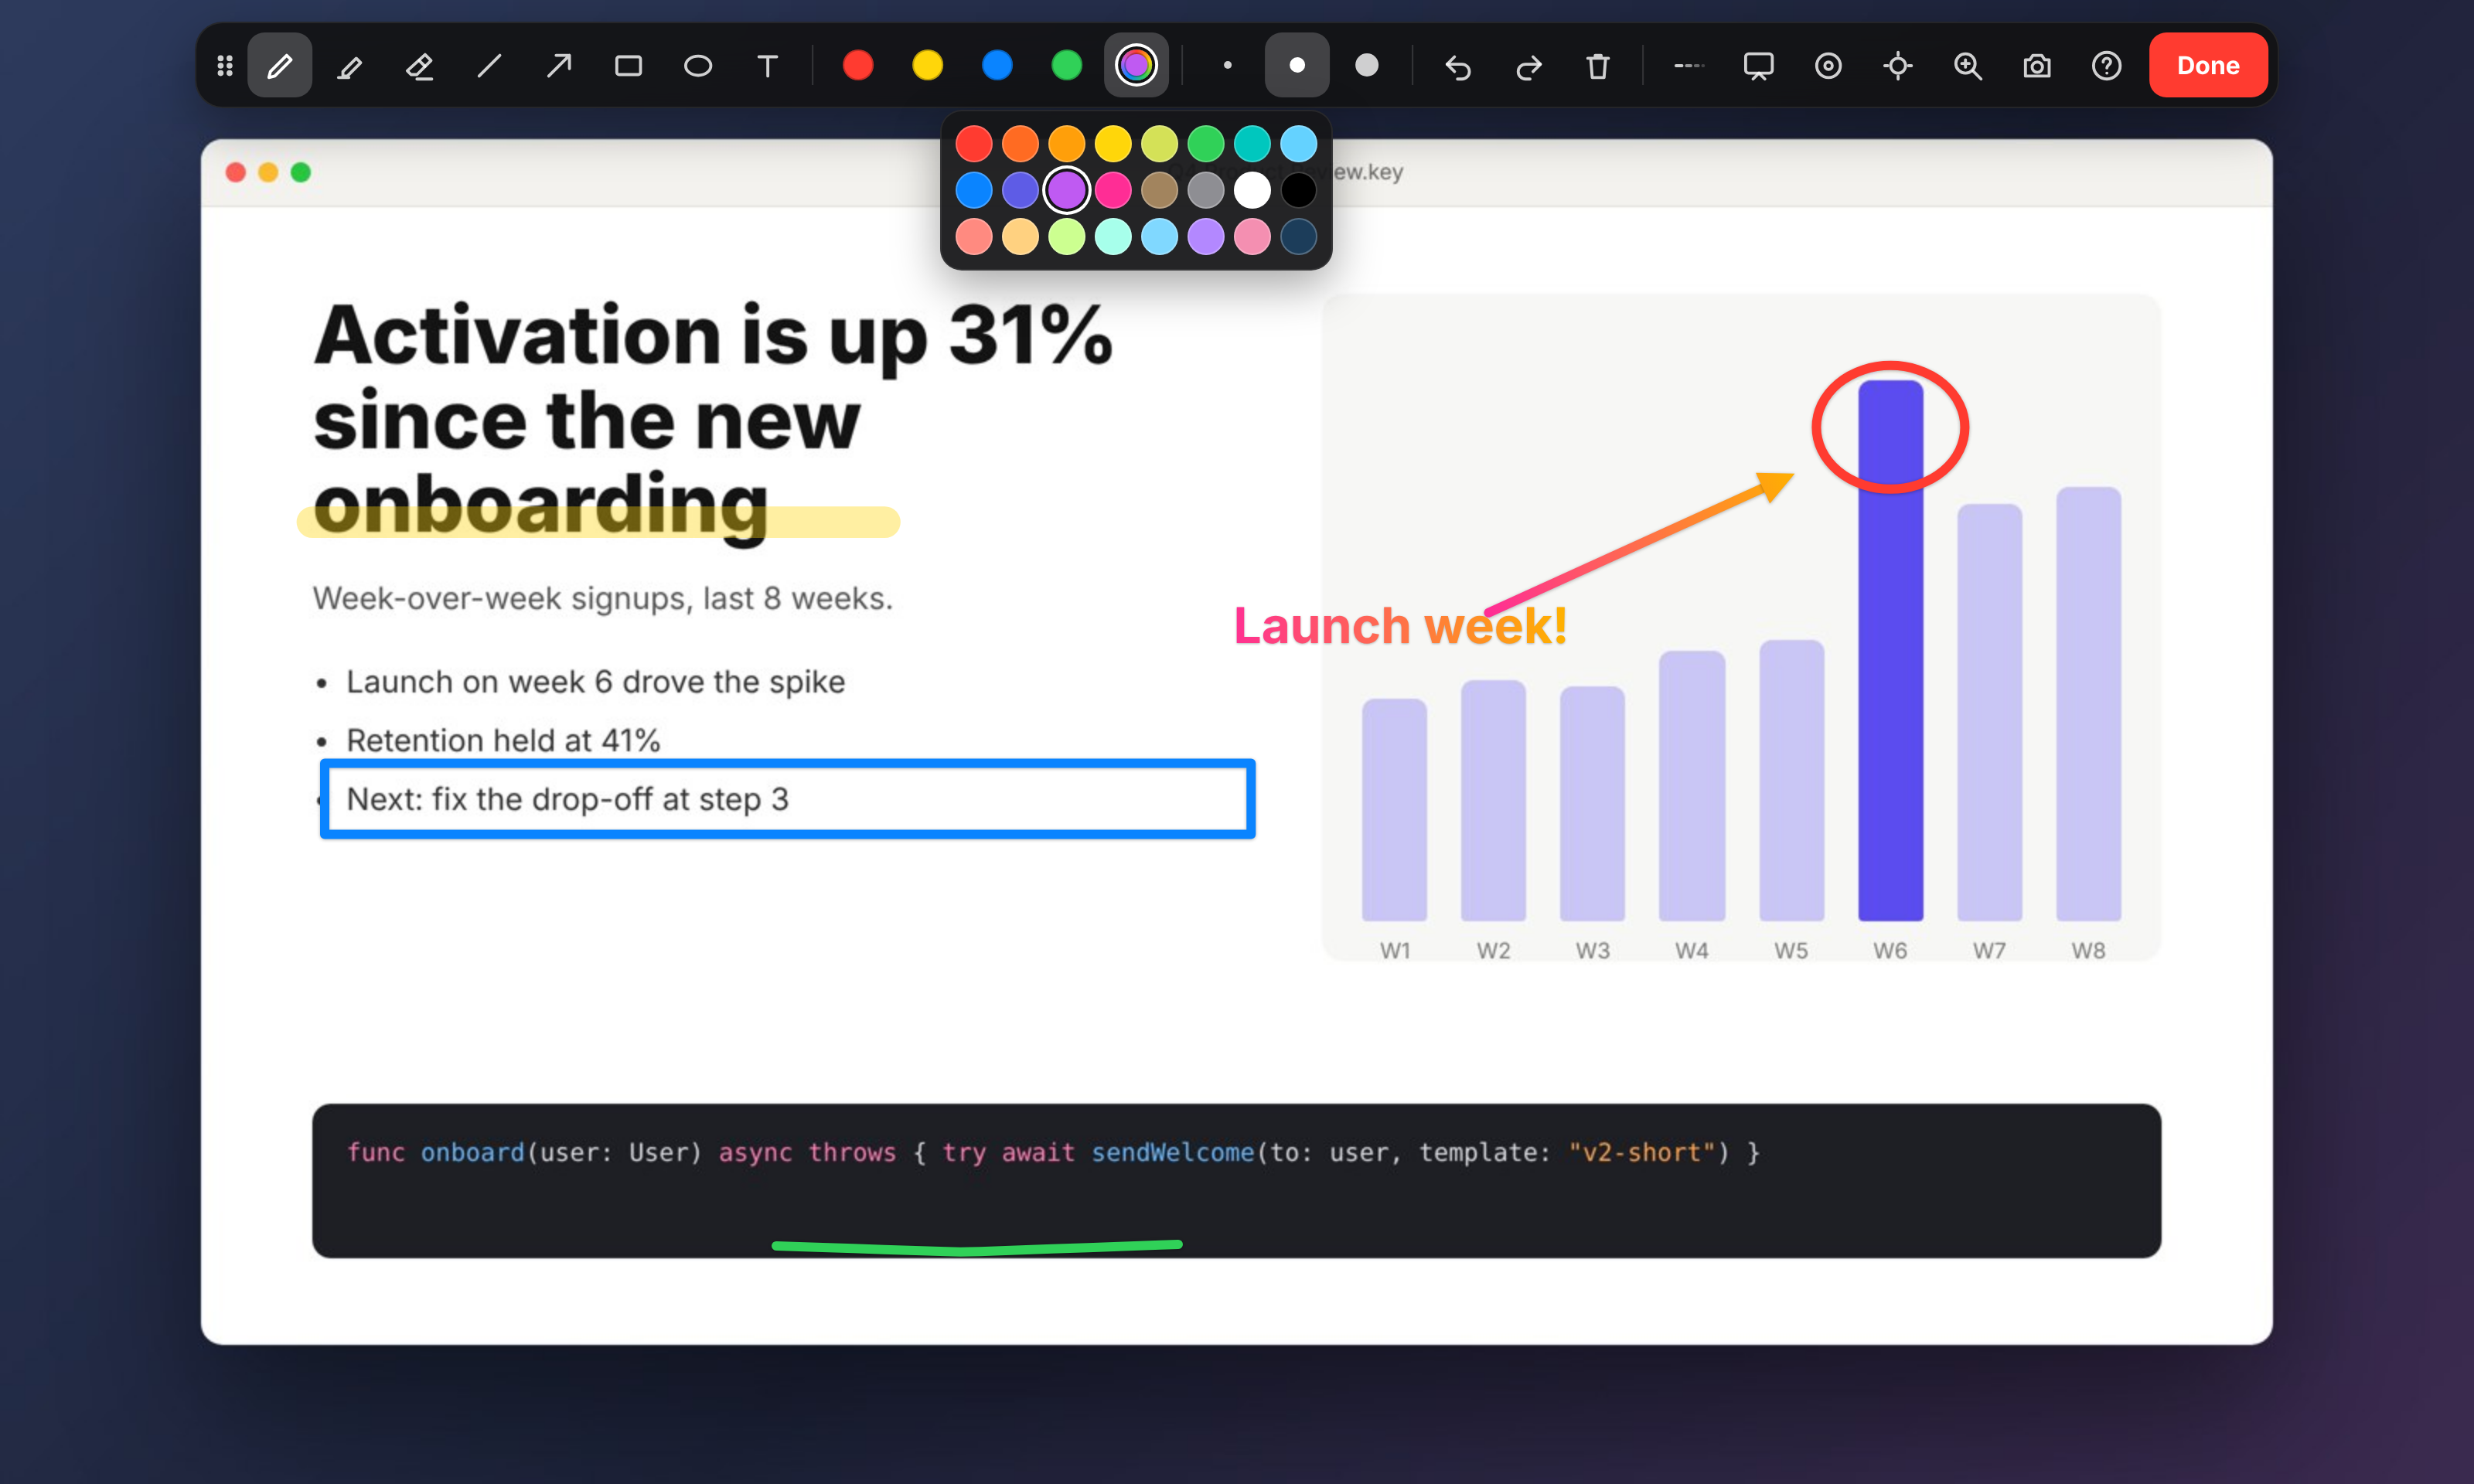 T
Done
ew.key
Activation is up 31%
since the new
onboarding
Week-over-week signups, last 8 weeks.
Launch week!
• Launch on week 6 drove the spike
• Retention held at 41%
• Next: fix the drop-off at step 3
W1 W2 W3 W4 W5 W6 W7 W8
func onboard(user: User) async throws { try await sendWelcome(to: user, template: "v2-short") }